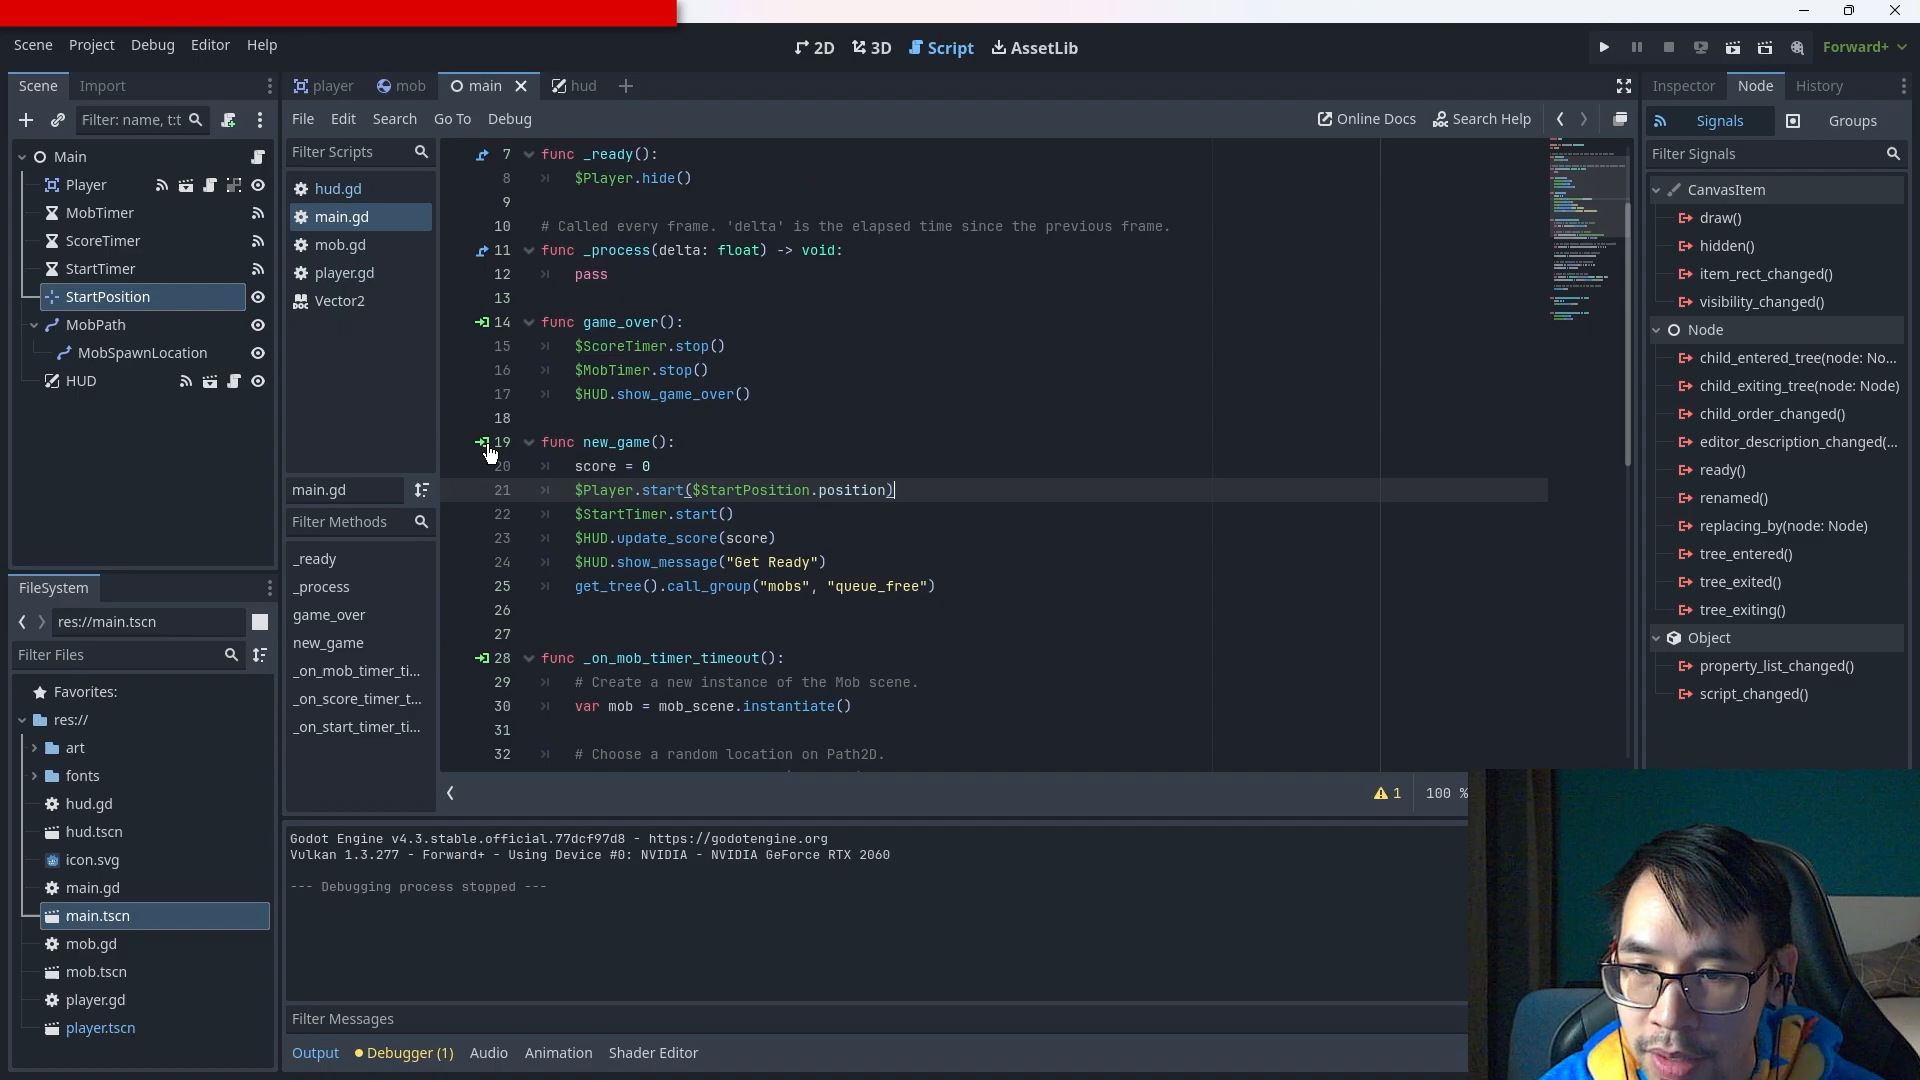 Scene Project Debug Editor Help
2D 3D Script AssetLib
Forward+
Scene Import
Filter: name, t:t
Main
Player
MobTimer
ScoreTimer
StartTimer
StartPosition
MobPath
MobSpawnLocation
HUD
FileSystem
res://main.tscn
Filter Files
Favorites:
res://
art
fonts
hud.gd
hud.tscn
icon.svg
main.gd
main.tscn
mob.gd
mob.tscn
player.gd
player.tscn
player mob main hud
File Edit Search Go To Debug
Online Docs Search Help
Filter Scripts
hud.gd
main.gd
mob.gd
player.gd
Vector2
main.gd
Filter Methods
_ready
_process
game_over
new_game
_on_mob_timer_ti...
_on_score_timer_t...
_on_start_timer_ti...
7 func _ready():
8 $Player.hide()
9
10 # Called every frame. 'delta' is the elapsed time since the previous frame.
11 func _process(delta: float) -> void:
12 pass
13
14 func game_over():
15 $ScoreTimer.stop()
16 $MobTimer.stop()
17 $HUD.show_game_over()
18
19 func new_game():
20 score = 0
21 $Player.start($StartPosition.position)
22 $StartTimer.start()
23 $HUD.update_score(score)
24 $HUD.show_message("Get Ready")
25 get_tree().call_group("mobs", "queue_free")
26
27
28 func _on_mob_timer_timeout():
29 # Create a new instance of the Mob scene.
30 var mob = mob_scene.instantiate()
31
32 # Choose a random location on Path2D.
1 100 %
Godot Engine v4.3.stable.official.77dcf97d8 - https://godotengine.org
Vulkan 1.3.277 - Forward+ - Using Device #0: NVIDIA - NVIDIA GeForce RTX 2060
--- Debugging process stopped ---
Filter Messages
Output Debugger (1) Audio Animation Shader Editor
Inspector Node History
Signals Groups
Filter Signals
CanvasItem
draw()
hidden()
item_rect_changed()
visibility_changed()
Node
child_entered_tree(node: No...
child_exiting_tree(node: Node)
child_order_changed()
editor_description_changed(...
ready()
renamed()
replacing_by(node: Node)
tree_entered()
tree_exited()
tree_exiting()
Object
property_list_changed()
script_changed()